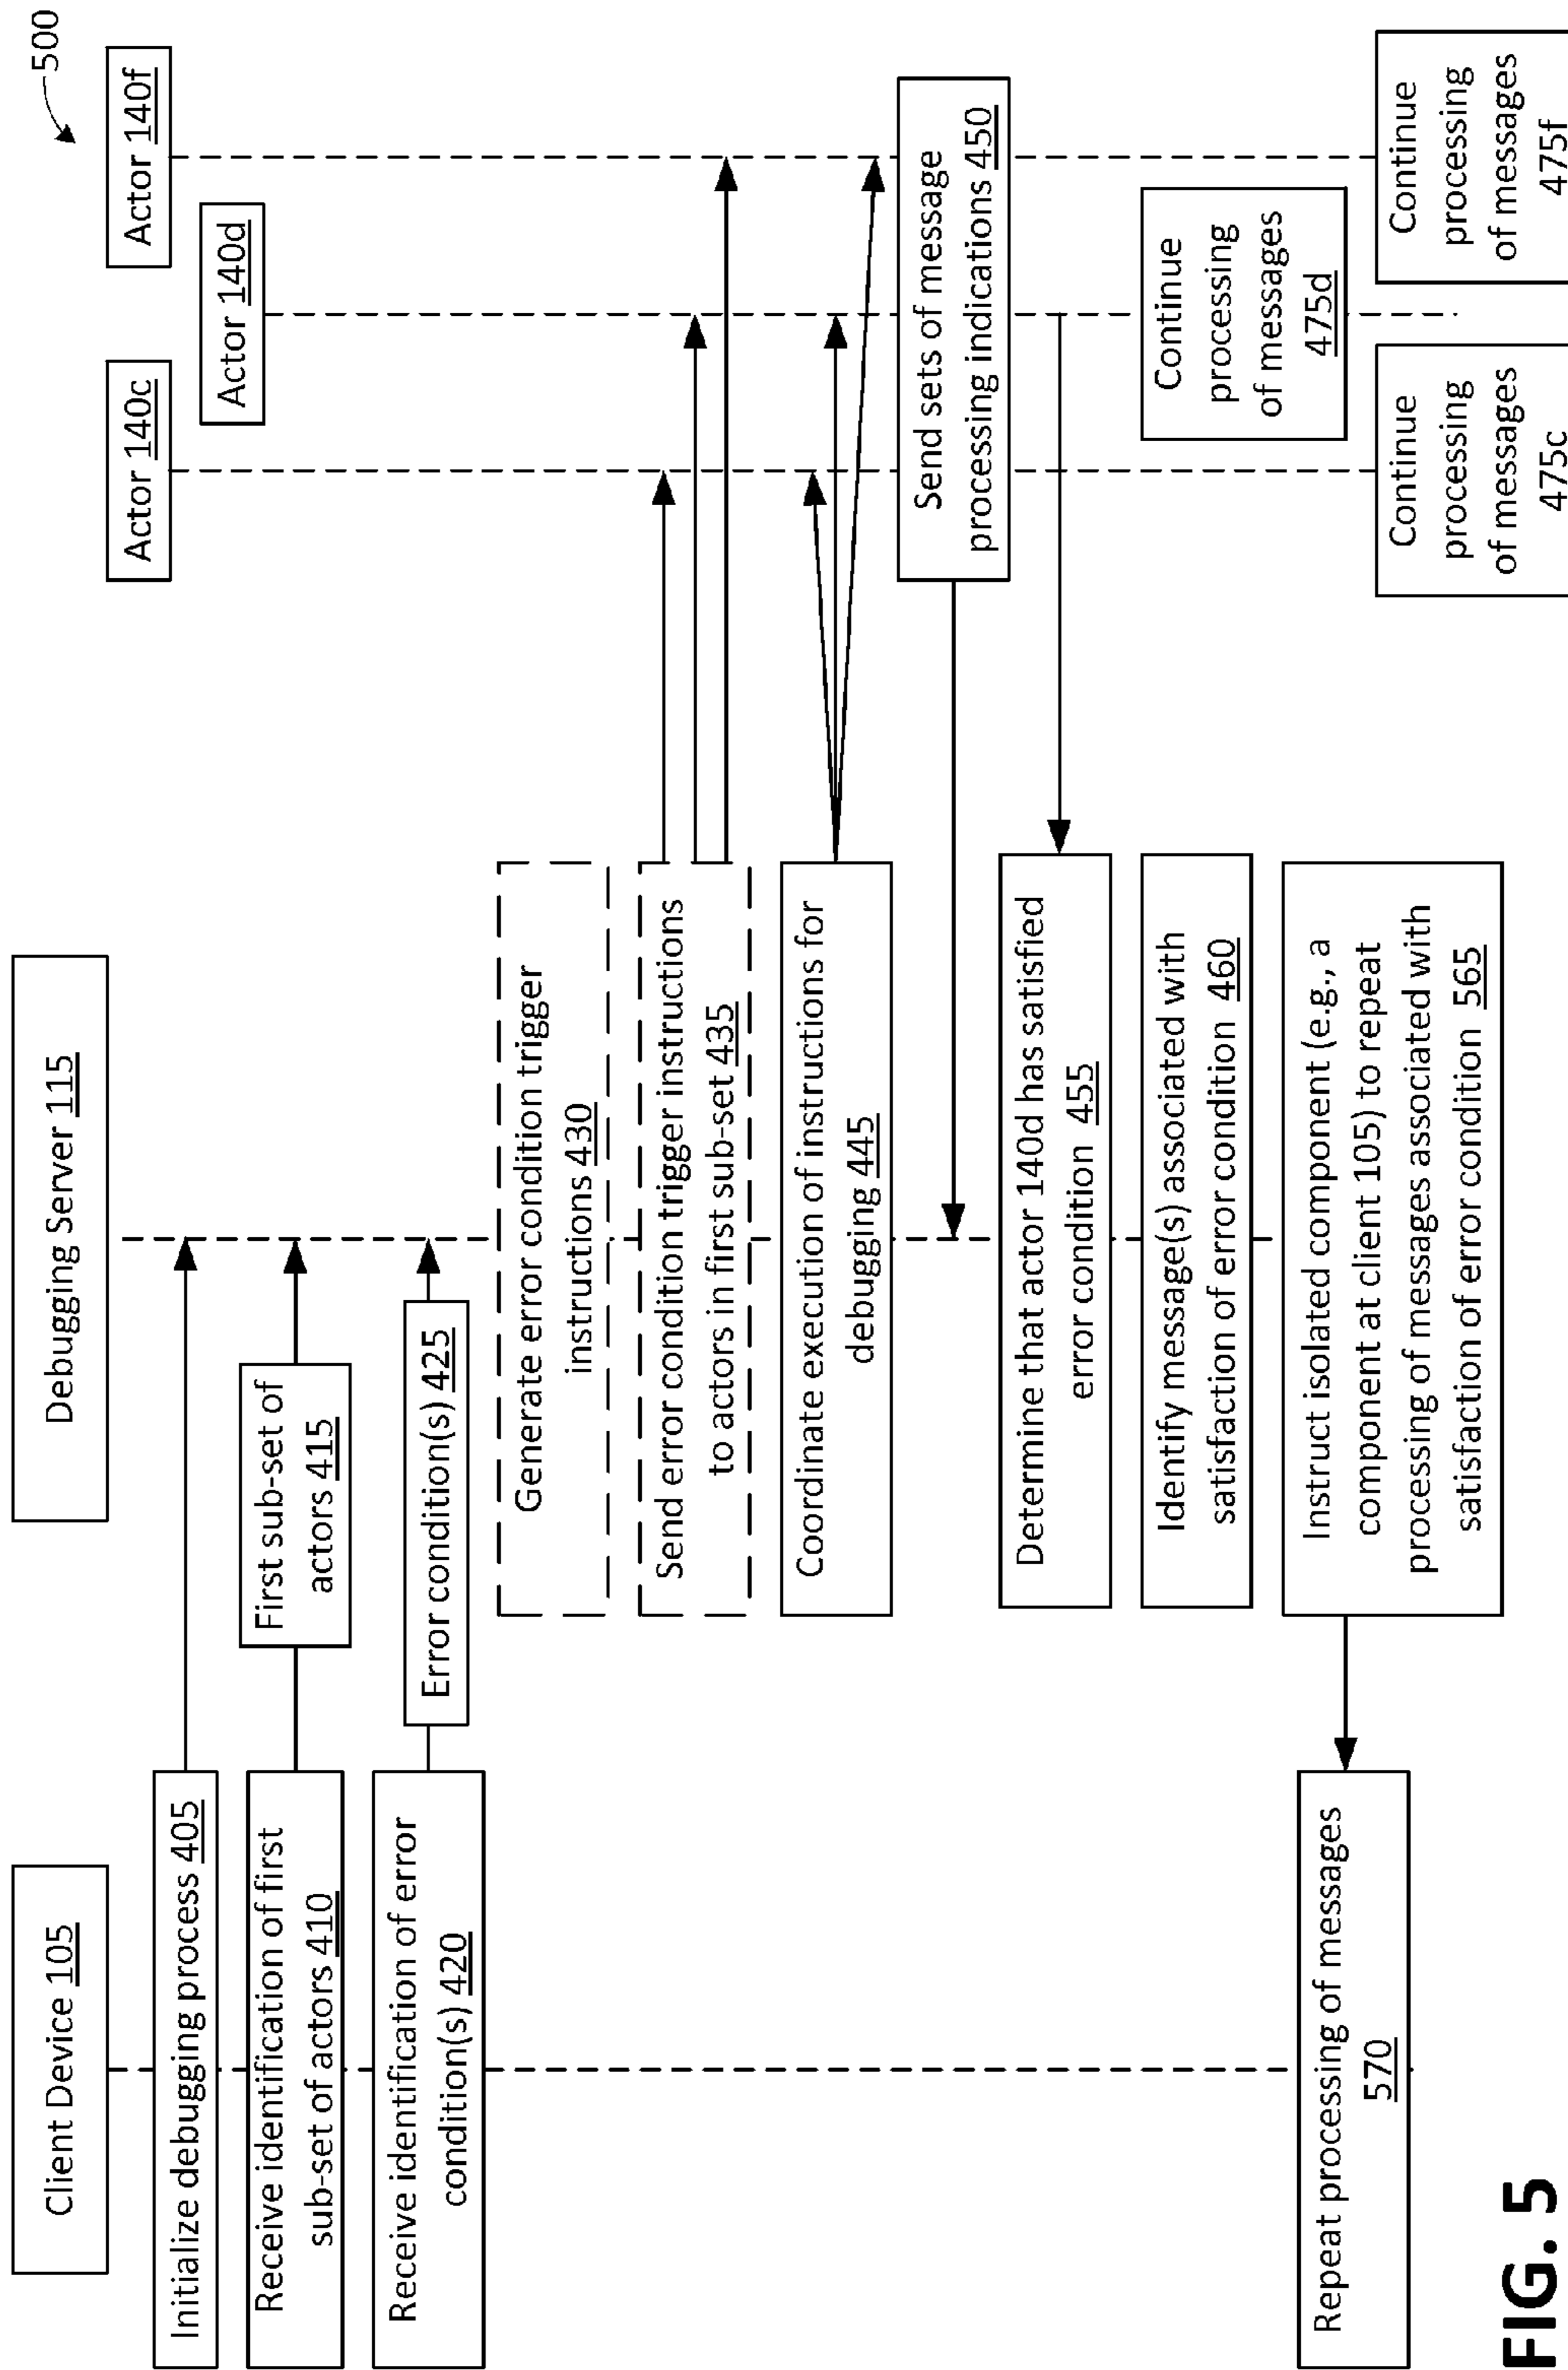 500
Client Device 105
Debugging Server 115
Actor 140c
Actor 140d
Actor 140f
Initialize debugging process 405
Receive identification of first
sub-set of actors 410
First sub-set of
actors 415
Receive identification of error
condition(s) 420
Error condition(s) 425
Generate error condition trigger
instructions 430
Send error condition trigger instructions
to actors in first sub-set 435
Coordinate execution of instructions for
debugging 445
Send sets of message
processing indications 450
Determine that actor 140d has satisfied
error condition 455
Identify message(s) associated with
satisfaction of error condition 460
Instruct isolated component (e.g., a
component at client 105) to repeat
processing of messages associated with
satisfaction of error condition 565
Repeat processing of messages
570
Continue
processing
of messages
475d
Continue
processing
of messages
475c
Continue
processing
of messages
475f
FIG. 5